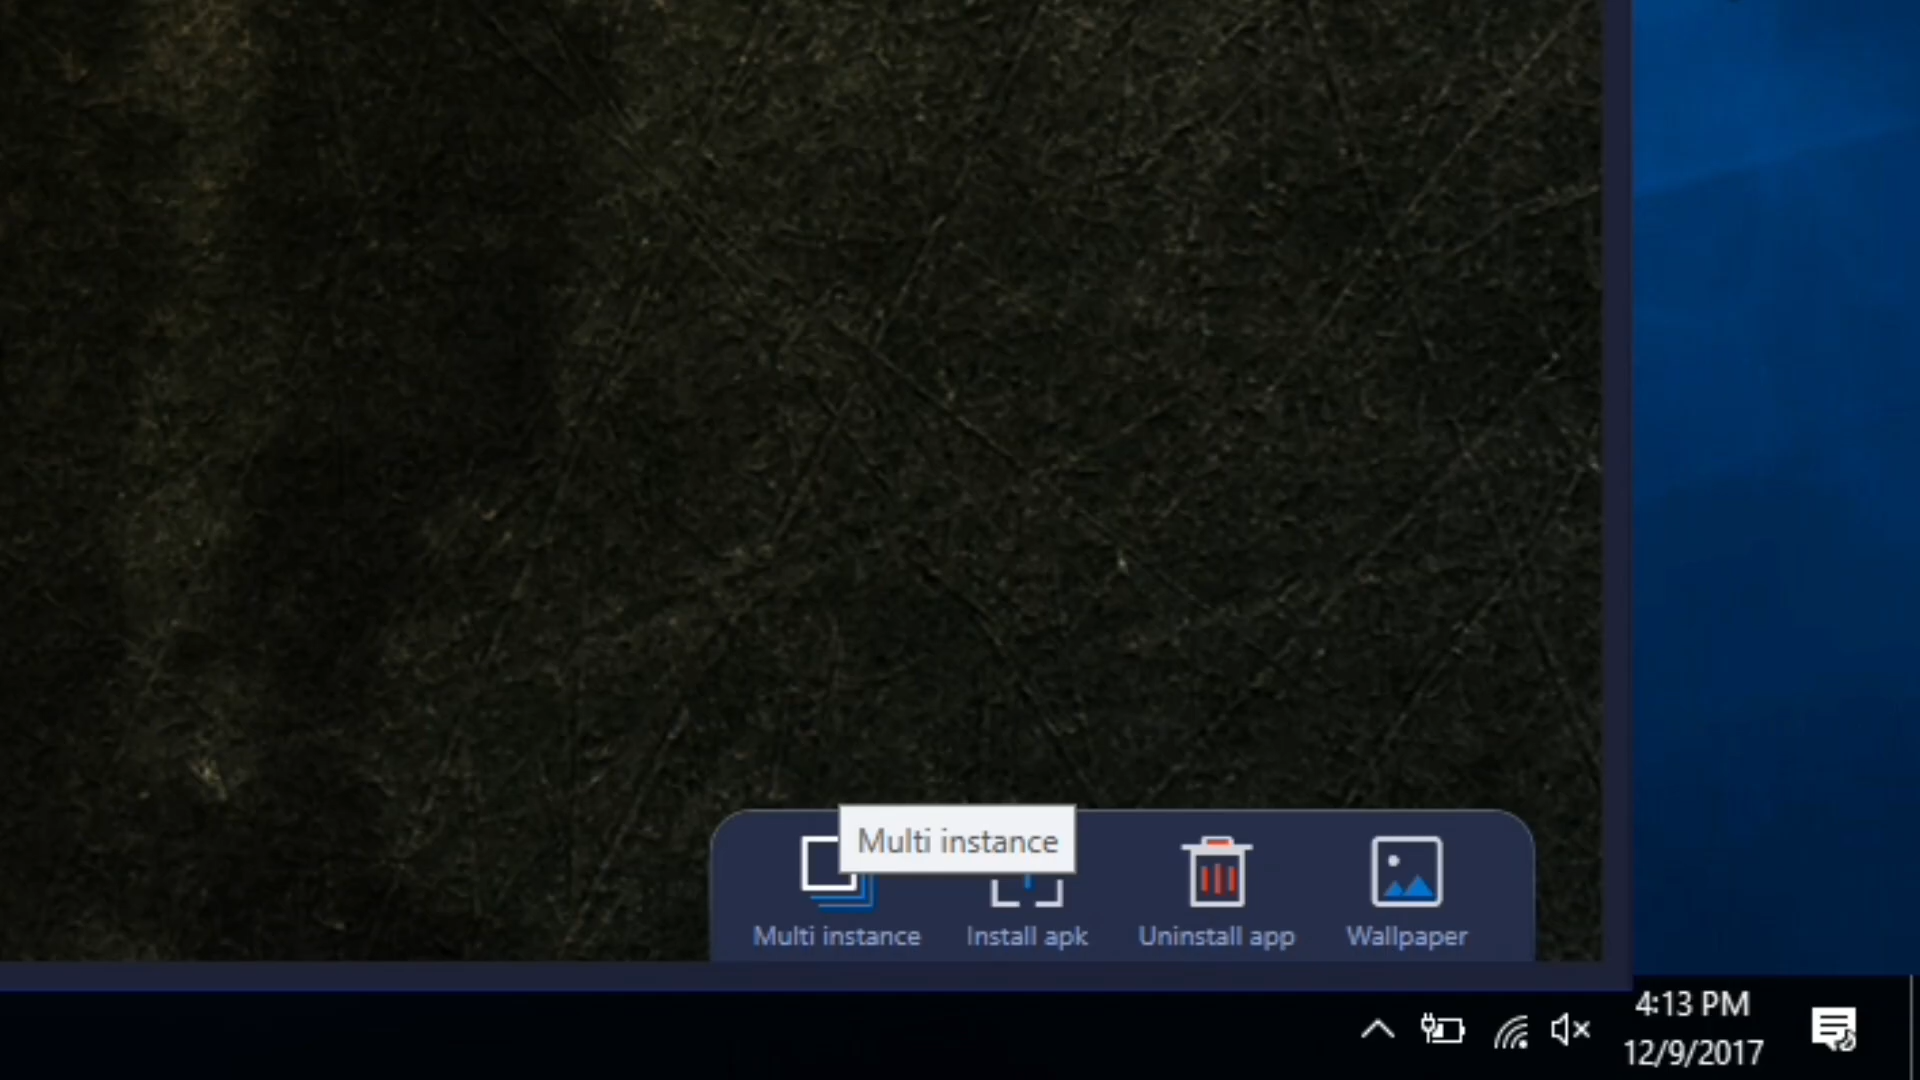 Multi instance
Multi instance
Install apk
Uninstall app
Wallpaper
4:13 PM
12/9/2017